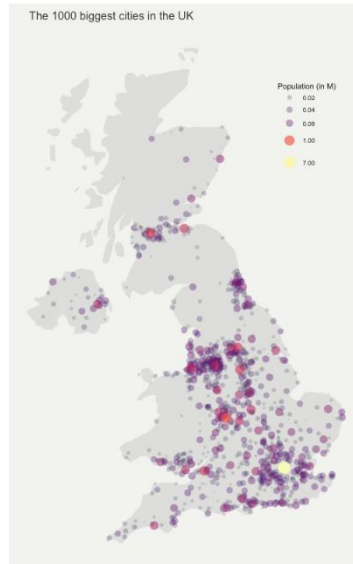 The 1000 biggest cities in the UK
Population (in M)
0.02
0.04
0.08
1.00
7.00